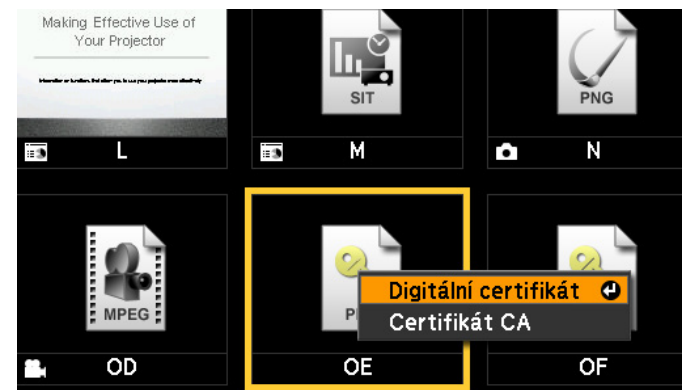 Making Effective Use of
Your Projector
SIT
PNG
L
M
N
MPEG
P
Digitální certifikát
Certifikát CA
OD
OE
OF